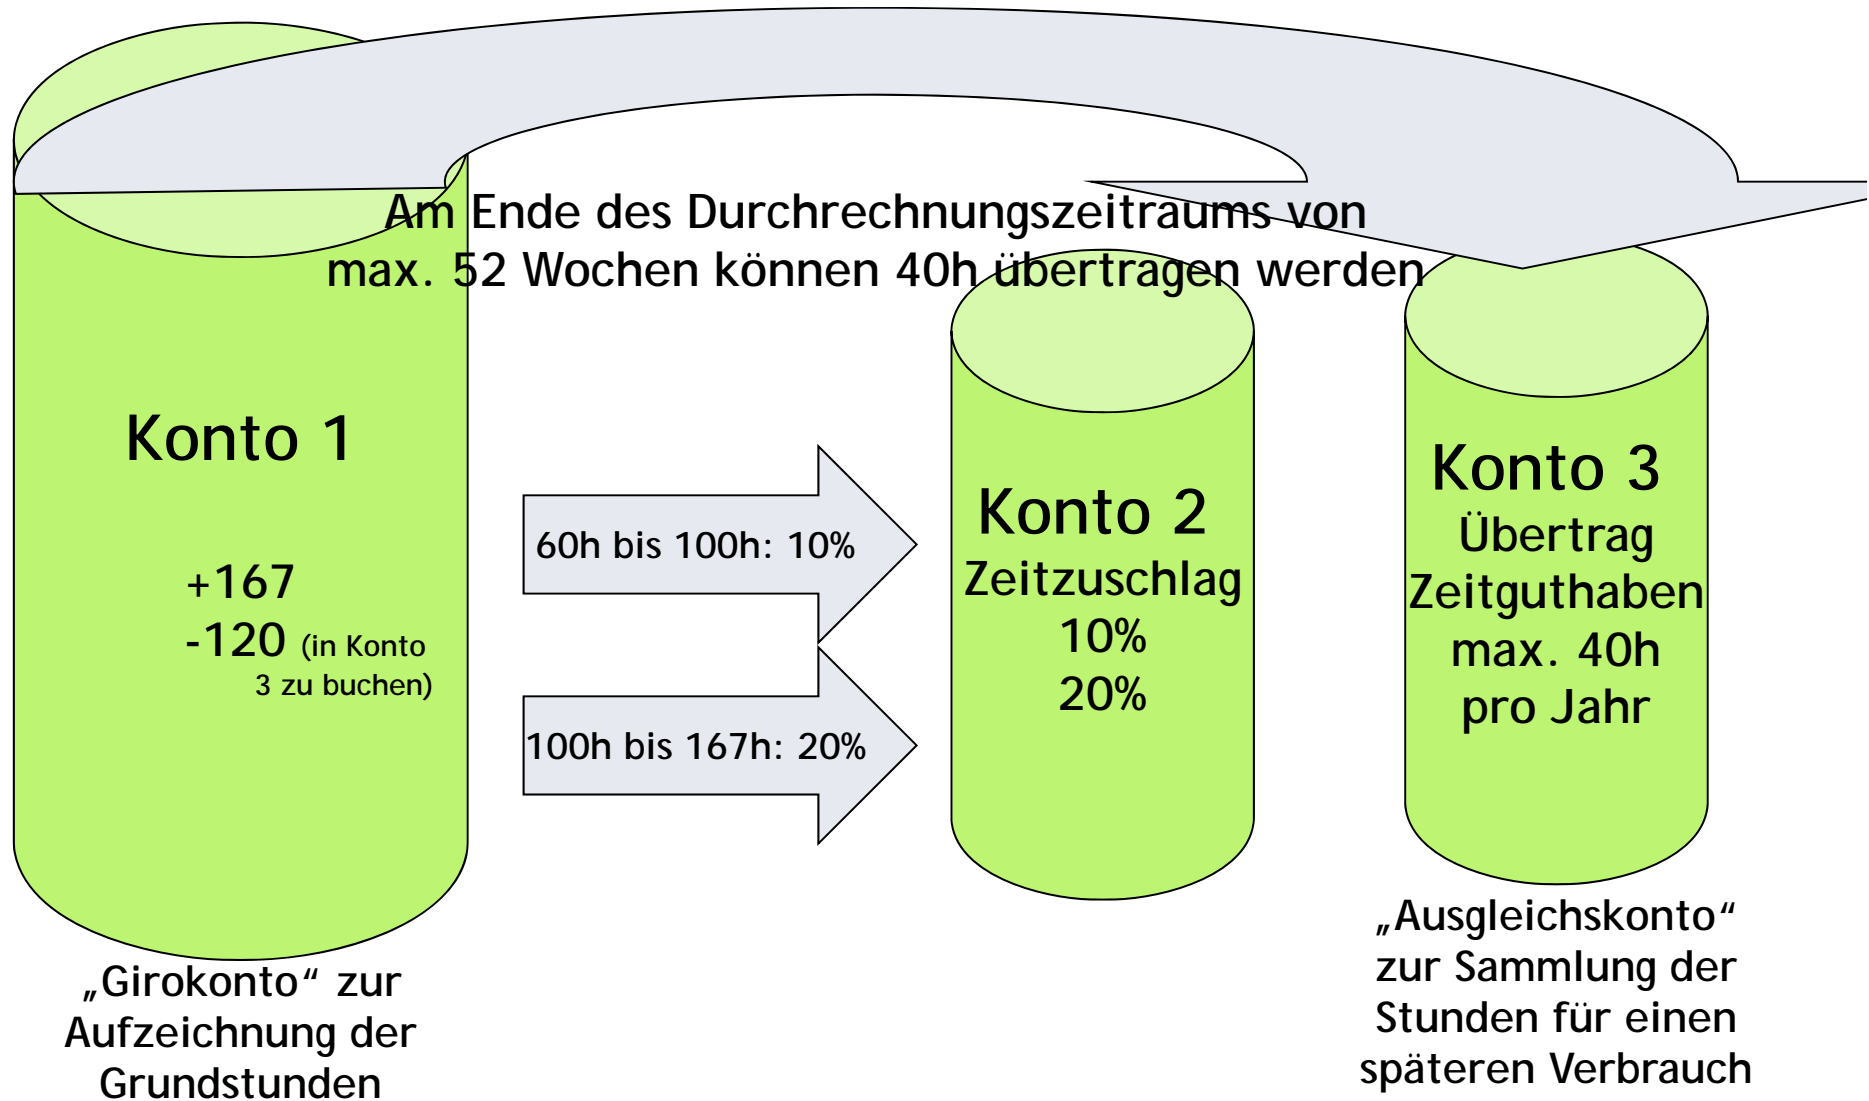 Am Ende des Durchrechnungszeitraums von
max. 52 Wochen können 40h übertragen werden
Konto 1
+167
-120 (in Konto
3 zu buchen)
„Girokonto“ zur
Aufzeichnung der
Grundstunden
60h bis 100h: 10%
100h bis 167h: 20%
Konto 2
Zeitzuschlag
10%
20%
Konto 3
Übertrag
Zeitguthaben
max. 40h
pro Jahr
„Ausgleichskonto“
zur Sammlung der
Stunden für einen
späteren Verbrauch